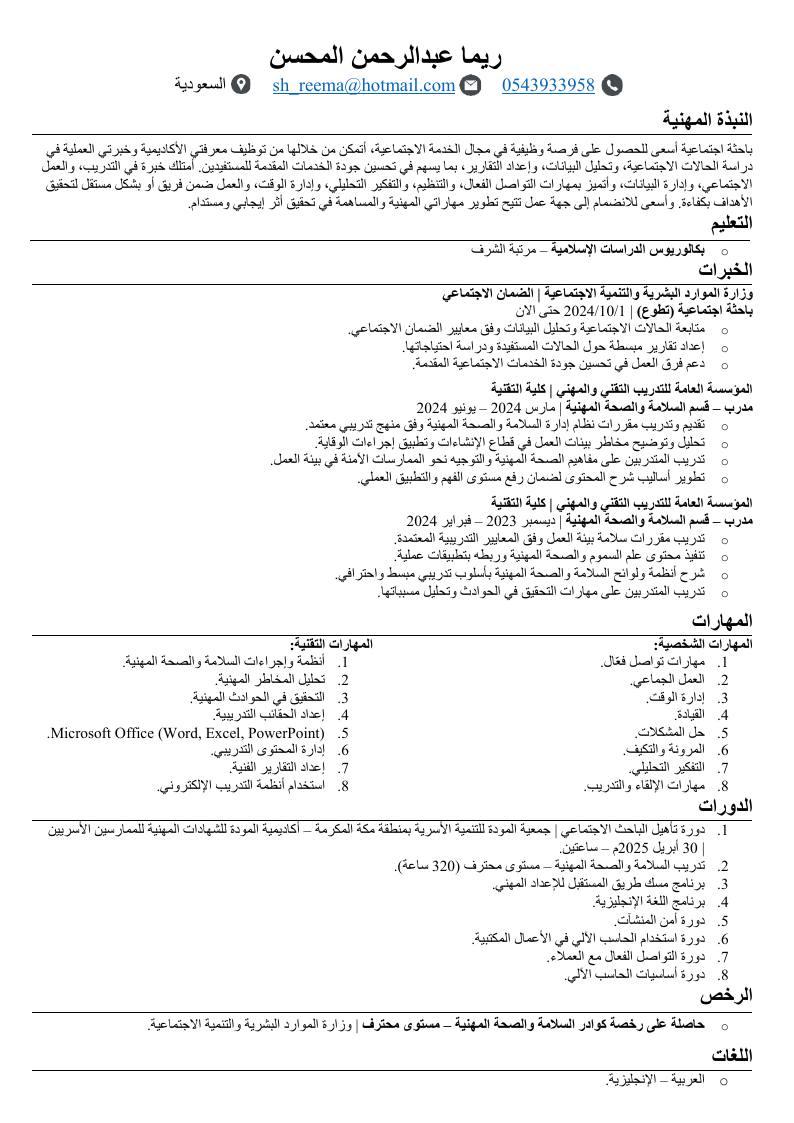 ريما عبدالرحمن المحسن
0543933958 sh_reema@hotmail.com السعودية
النبذة المهنية
باحثة اجتماعية أسعى للحصول على فرصة وظيفية في مجال الخدمة الاجتماعية، أتمكن من خلالها من توظيف معرفتي الأكاديمية وخبرتي العملية في
دراسة الحالات الاجتماعية، وتحليل البيانات، وإعداد التقارير، بما يسهم في تحسين جودة الخدمات المقدمة للمستفيدين. أمتلك خبرة في التدريب، والعمل
الاجتماعي، وإدارة البيانات، وأتميز بمهارات التواصل الفعال، والتنظيم، والتفكير التحليلي، وإدارة الوقت، والعمل ضمن فريق أو بشكل مستقل لتحقيق
الأهداف بكفاءة. وأسعى للانضمام إلى جهة عمل تتيح تطوير مهاراتي المهنية والمساهمة في تحقيق أثر إيجابي ومستدام.
التعليم
○ بكالوريوس الدراسات الإسلامية – مرتبة الشرف
الخبرات
وزارة الموارد البشرية والتنمية الاجتماعية | الضمان الاجتماعي
باحثة اجتماعية (تطوع) | 2024/10/1 حتى الان
○ متابعة الحالات الاجتماعية وتحليل البيانات وفق معايير الضمان الاجتماعي.
○ إعداد تقارير مبسطة حول الحالات المستفيدة ودراسة احتياجاتها.
○ دعم فرق العمل في تحسين جودة الخدمات الاجتماعية المقدمة.
المؤسسة العامة للتدريب التقني والمهني | كلية التقنية
مدرب – قسم السلامة والصحة المهنية | مارس 2024 – يونيو 2024
○ تقديم وتدريب مقررات نظام إدارة السلامة والصحة المهنية وفق منهج تدريبي معتمد.
○ تحليل وتوضيح مخاطر بيئات العمل في قطاع الإنشاءات وتطبيق إجراءات الوقاية.
○ تدريب المتدربين على مفاهيم الصحة المهنية والتوجيه نحو الممارسات الآمنة في بيئة العمل.
○ تطوير أساليب شرح المحتوى لضمان رفع مستوى الفهم والتطبيق العملي.
المؤسسة العامة للتدريب التقني والمهني | كلية التقنية
مدرب – قسم السلامة والصحة المهنية | ديسمبر 2023 – فبراير 2024
○ تدريب مقررات سلامة بيئة العمل وفق المعايير التدريبية المعتمدة.
○ تنفيذ محتوى علم السموم والصحة المهنية وربطه بتطبيقات عملية.
○ شرح أنظمة ولوائح السلامة والصحة المهنية بأسلوب تدريبي مبسط واحترافي.
○ تدريب المتدربين على مهارات التحقيق في الحوادث وتحليل مسبباتها.
المهارات
المهارات الشخصية:
1. مهارات تواصل فعّال.
2. العمل الجماعي.
3. إدارة الوقت.
4. القيادة.
5. حل المشكلات.
6. المرونة والتكيف.
7. التفكير التحليلي.
8. مهارات الإلقاء والتدريب.
المهارات التقنية:
1. أنظمة وإجراءات السلامة والصحة المهنية.
2. تحليل المخاطر المهنية.
3. التحقيق في الحوادث المهنية.
4. إعداد الحقائب التدريبية.
5. Microsoft Office (Word, Excel, PowerPoint).
6. إدارة المحتوى التدريبي.
7. إعداد التقارير الفنية.
8. استخدام أنظمة التدريب الإلكتروني.
الدورات
1. دورة تأهيل الباحث الاجتماعي | جمعية المودة للتنمية الأسرية بمنطقة مكة المكرمة – أكاديمية المودة للشهادات المهنية للممارسين الأسريين
| 30 أبريل 2025م – ساعتين.
2. تدريب السلامة والصحة المهنية – مستوى محترف (320 ساعة).
3. برنامج مسك طريق المستقبل للإعداد المهني.
4. برنامج اللغة الإنجليزية.
5. دورة أمن المنشآت.
6. دورة استخدام الحاسب الآلي في الأعمال المكتبية.
7. دورة التواصل الفعال مع العملاء.
8. دورة أساسيات الحاسب الآلي.
الرخص
○ حاصلة على رخصة كوادر السلامة والصحة المهنية – مستوى محترف | وزارة الموارد البشرية والتنمية الاجتماعية.
اللغات
○ العربية – الإنجليزية.